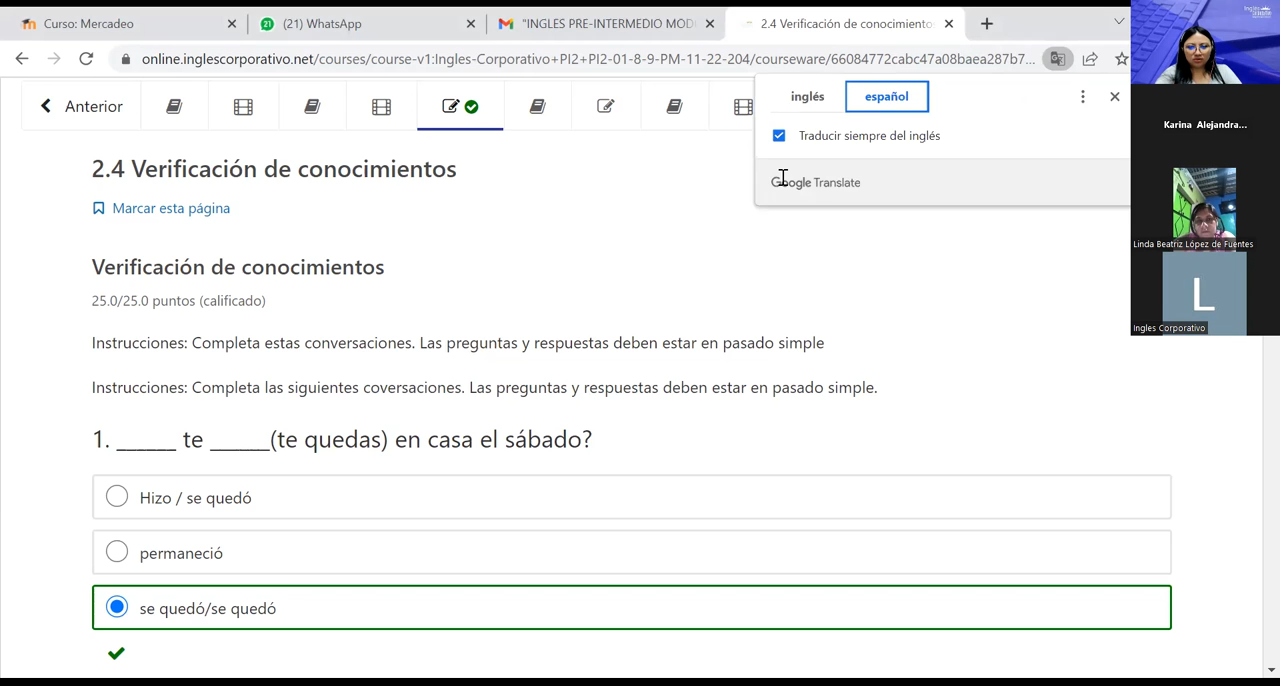 Curso: Mercadeo
21
(21) WhatsApp
"INGLES PRE-INTERMEDIO MOD
2.4 Verificación de conocimiento
online.inglescorporativo.net/courses/course-v1:Ingles-Corporativo+PI2+PI2-01-8-9-PM-11-22-204/courseware/66084772cabc47a08baea287b7...
Anterior
inglés
español
Traducir siempre del inglés
Google Translate
Karina Alejandra...
Linda Beatriz López de Fuentes
L
Ingles Corporativo
2.4 Verificación de conocimientos
Marcar esta página
Verificación de conocimientos
25.0/25.0 puntos (calificado)
Instrucciones: Completa estas conversaciones. Las preguntas y respuestas deben estar en pasado simple
Instrucciones: Completa las siguientes coversaciones. Las preguntas y respuestas deben estar en pasado simple.
1. ______ te ______(te quedas) en casa el sábado?
Hizo / se quedó
permaneció
se quedó/se quedó